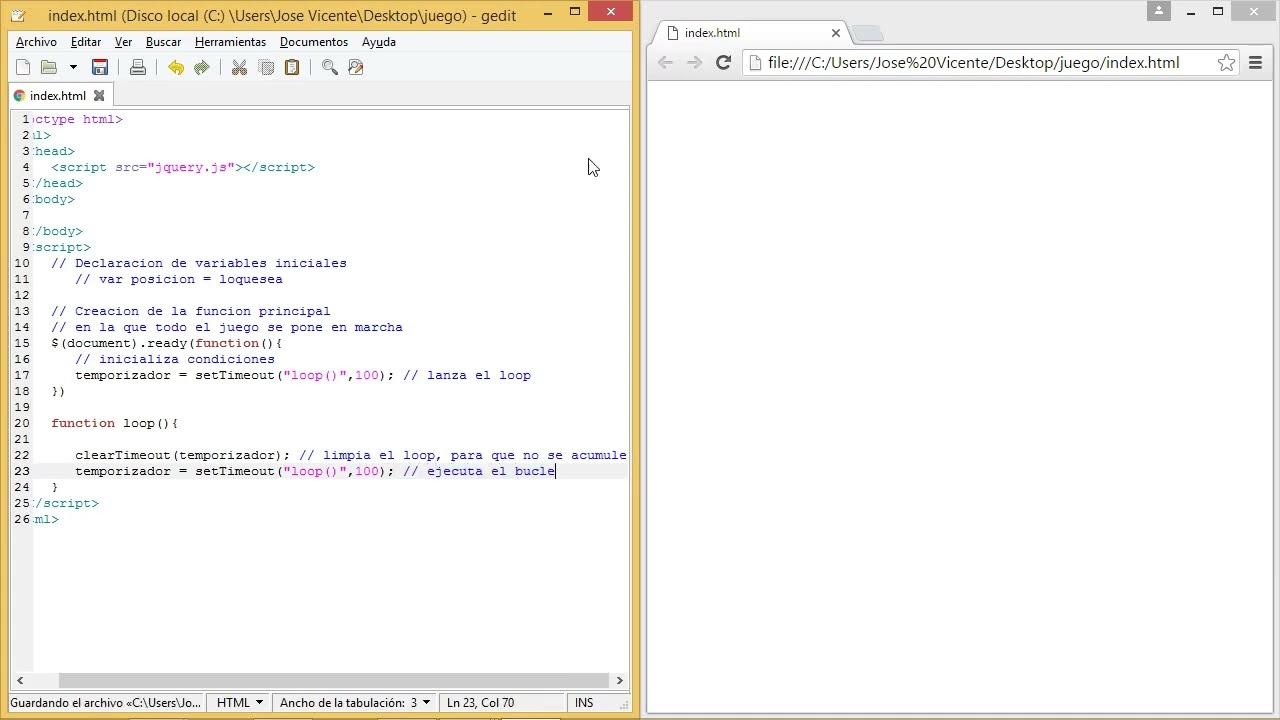 index.html (Disco local (C:) \Users\Jose Vicente\Desktop\juego) - gedit
Archivo Editar Ver Buscar Herramientas Documentos Ayuda
index.html
1 ctype html>
2 l>
3 head>
4 <script src="jquery.js"></script>
5 /head>
6 body>
7
8 /body>
9 script>
10 // Declaracion de variables iniciales
11 // var posicion = loquesea
12
13 // Creacion de la funcion principal
14 // en la que todo el juego se pone en marcha
15 $(document).ready(function(){
16 // inicializa condiciones
17 temporizador = setTimeout("loop()",100); // lanza el loop
18 })
19
20 function loop(){
21
22 clearTimeout(temporizador); // limpia el loop, para que no se acumule
23 temporizador = setTimeout("loop()",100); // ejecuta el bucle
24 }
25 /script>
26 ml>
Guardando el archivo «C:\Users\Jo... HTML Ancho de la tabulación: 3 Ln 23, Col 70 INS
index.html
file:///C:/Users/Jose%20Vicente/Desktop/juego/index.html